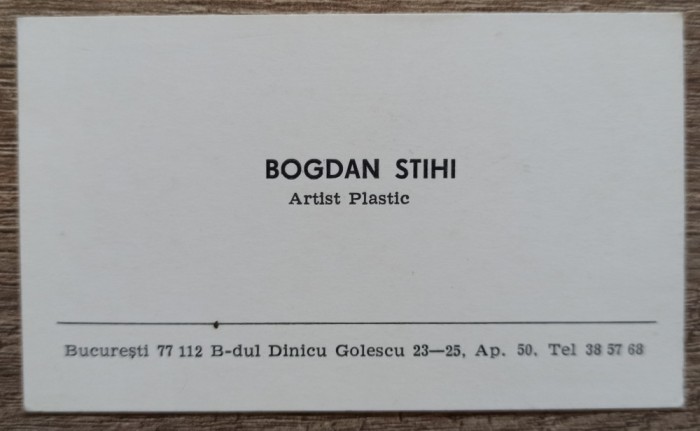 BOGDAN STIHI
Artist Plastic
București 77 112 B-dul Dinicu Golescu 23—25, Ap. 50. Tel 38 57 68